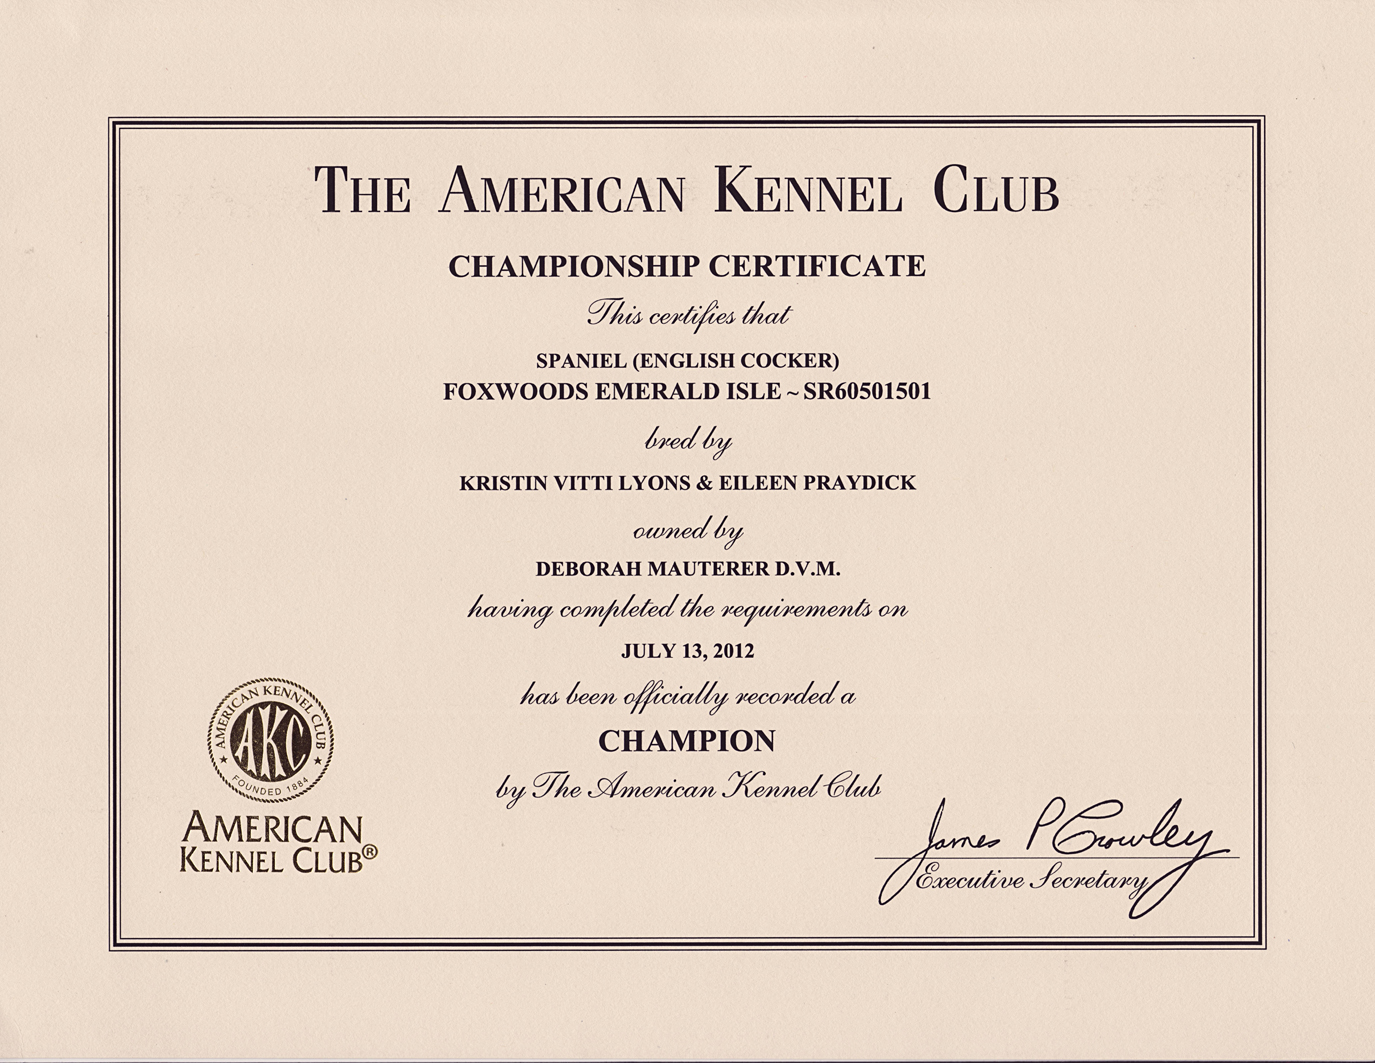 THE AMERICAN KENNEL CLUB
CHAMPIONSHIP CERTIFICATE
This certifies that
SPANIEL (ENGLISH COCKER)
FOXWOODS EMERALD ISLE ~ SR60501501
bred by
KRISTIN VITTI LYONS & EILEEN PRAYDICK
owned by
DEBORAH MAUTERER D.V.M.
having completed the requirements on
JULY 13, 2012
has been officially recorded a
CHAMPION
by The American Kennel Club
AMERICAN KENNEL CLUB
AKC
FOUNDED 1884
AMERICAN
KENNEL CLUB®
James P Crowley
Executive Secretary